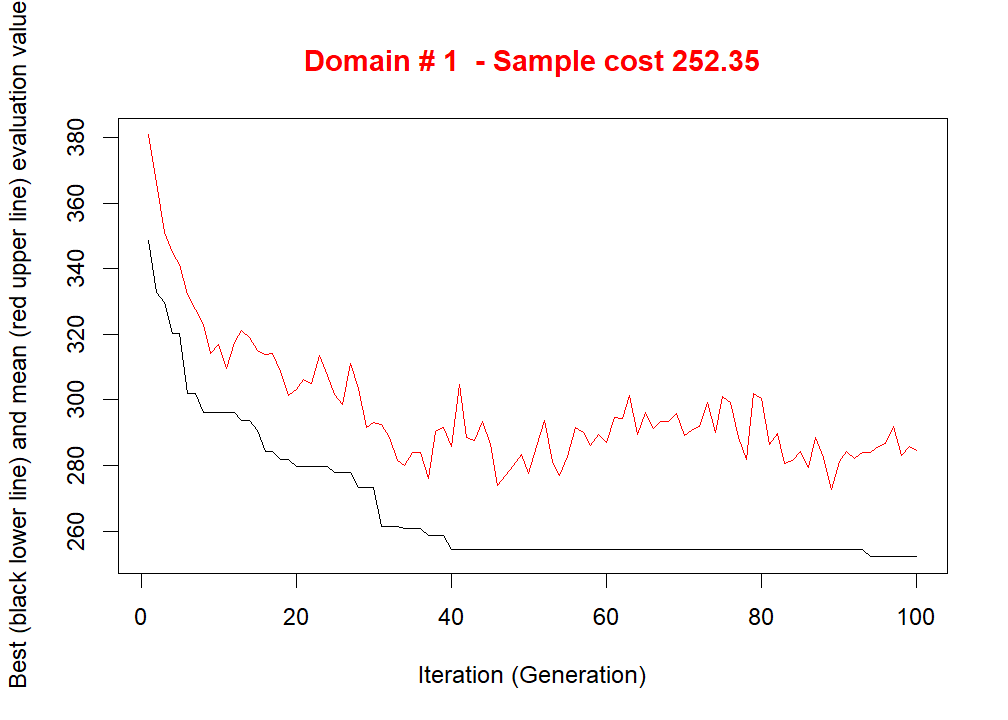 Domain # 1  - Sample cost 252.35
Best (black lower line) and mean (red upper line) evaluation value
380
360
340
320
300
280
260
0 20 40 60 80 100
Iteration (Generation)